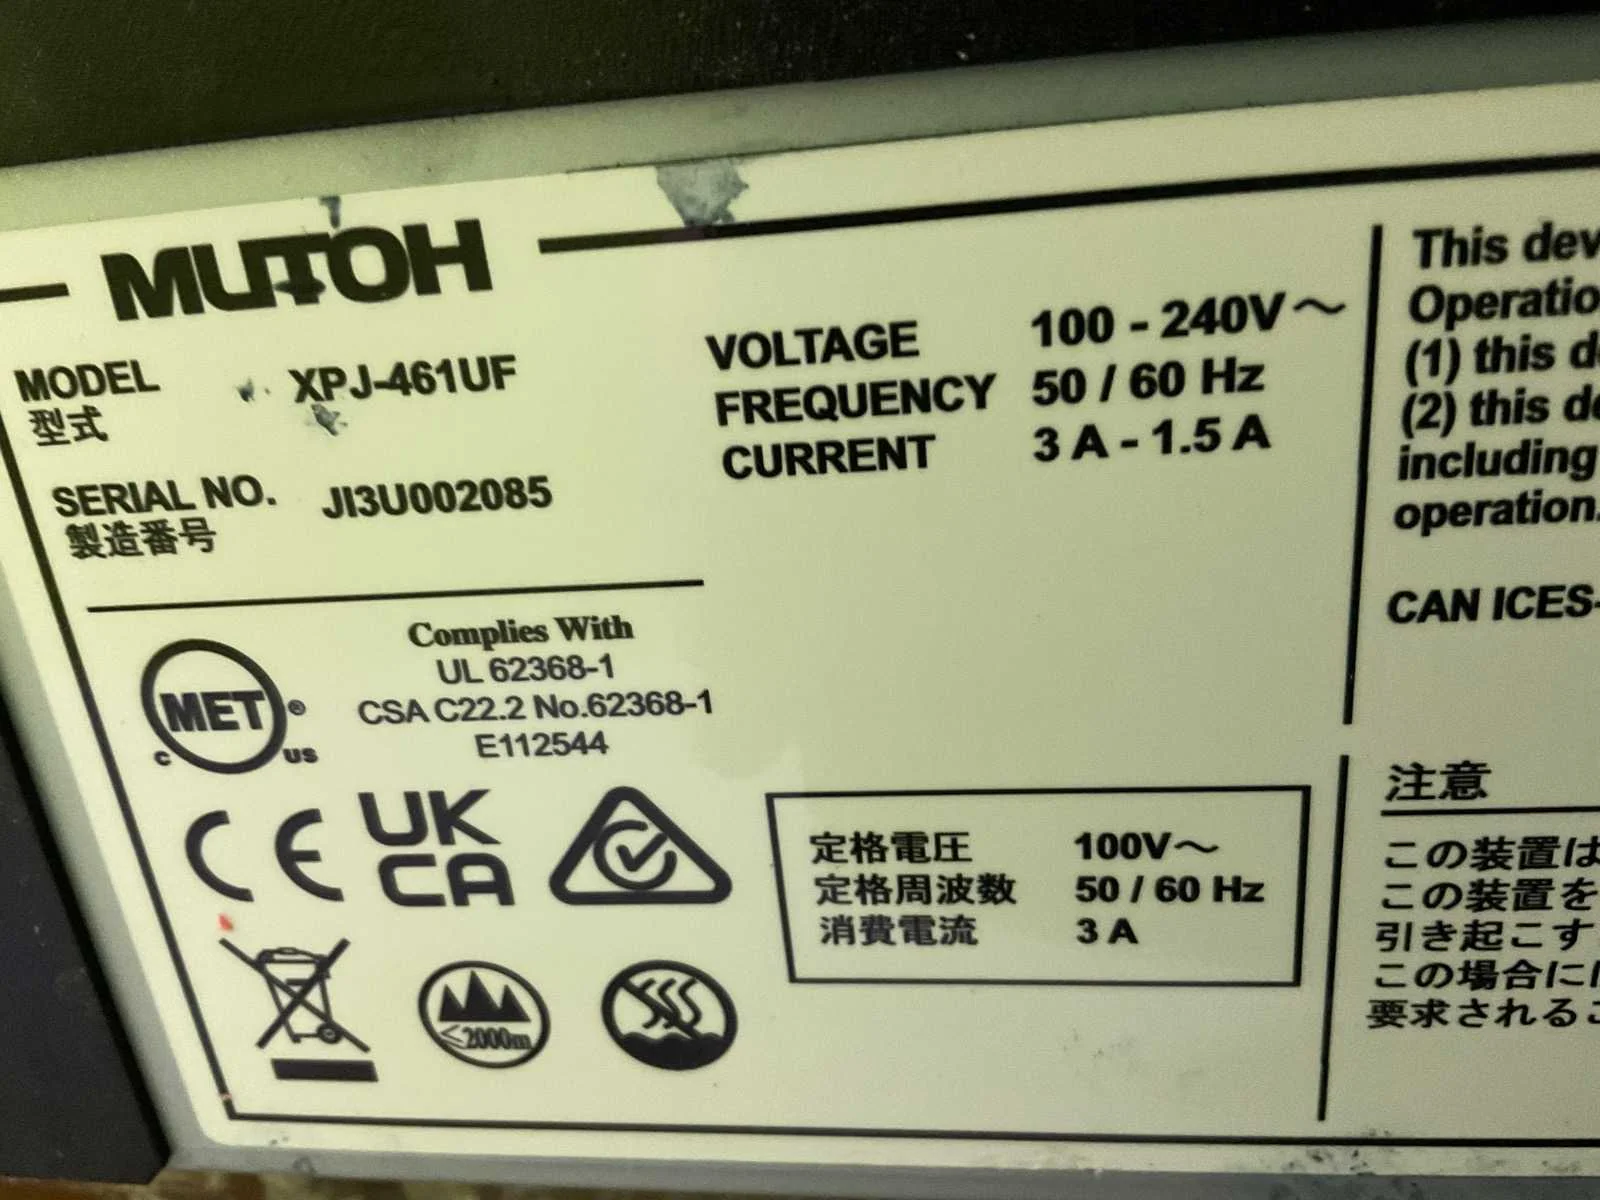 MUTOH
MODEL XPJ-461UF
型式
SERIAL NO. JI3U002085
製造番号
VOLTAGE 100 - 240V～
FREQUENCY 50 / 60 Hz
CURRENT 3 A - 1.5 A
Complies With
UL 62368-1
CSA C22.2 No.62368-1
E112544
MET ®
C US
CE
UK
CA
≤2000m
定格電圧 100V～
定格周波数 50 / 60 Hz
消費電流 3 A
This dev
Operatio
(1) this d
(2) this de
including
operation.
CAN ICES-
注意
この装置は
この装置を
引き起こす
この場合には
要求されるこ